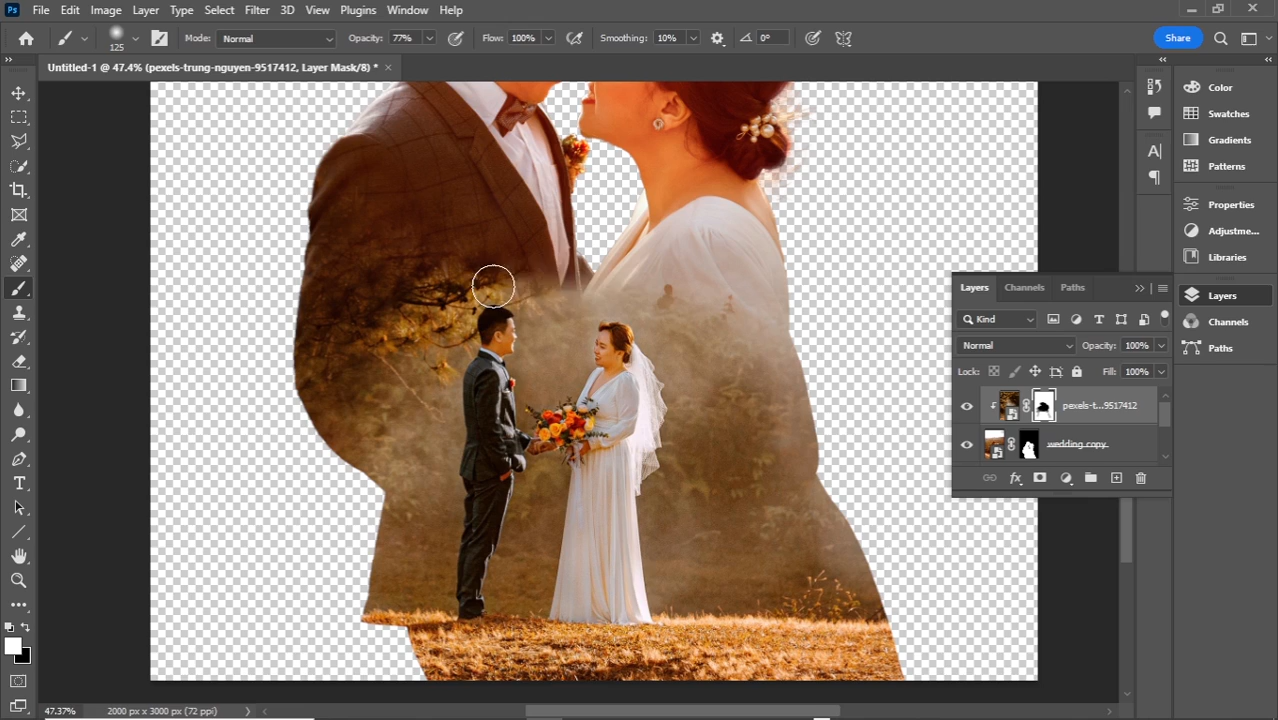 Ps File Edit Image Layer Type Select Filter 3D View Plugins Window Help
125 Mode: Normal Opacity: 77% Flow: 100% Smoothing: 10% 0° Share
Untitled-1 @ 47.4% (pexels-trung-nguyen-9517412, Layer Mask/8) * ×
Color
Swatches
Gradients
Patterns
Properties
Adjustme...
Libraries
Layers
Channels
Paths
Layers Channels Paths
Kind
Normal Opacity: 100%
Lock: Fill: 100%
pexels-t...9517412
wedding copy
fx
47.37% 2000 px x 3000 px (72 ppi)